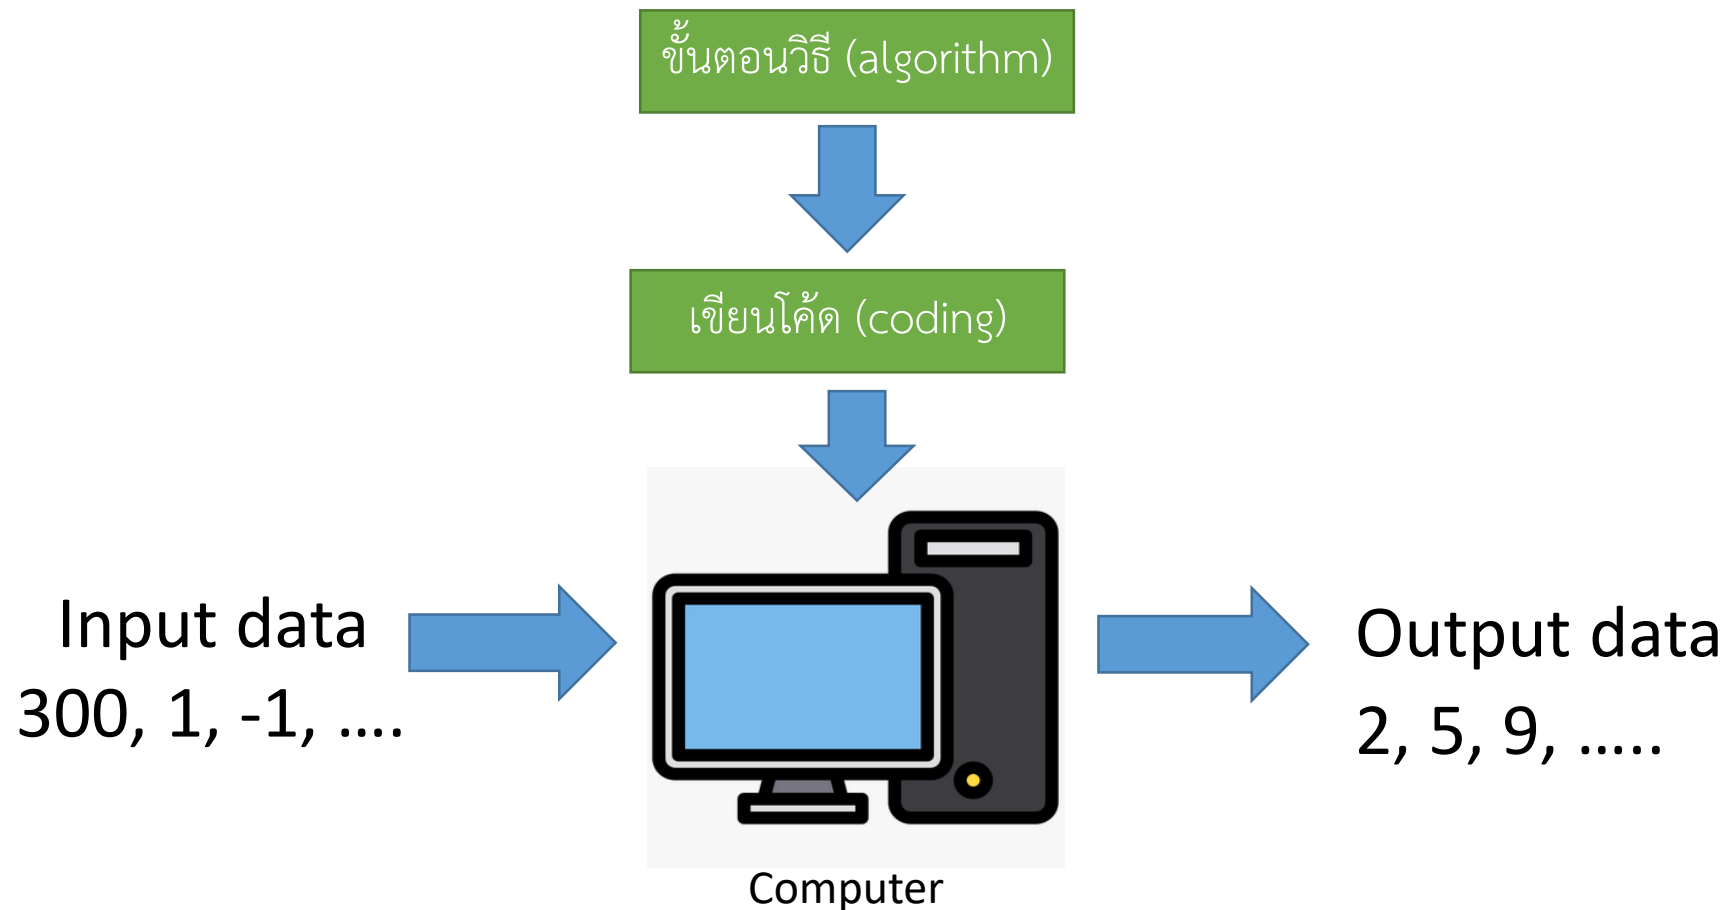 ขั้นตอนวิธี (algorithm)
เขียนโค้ด (coding)
Input data
300, 1, -1, ....
Output data
2, 5, 9, .....
Computer